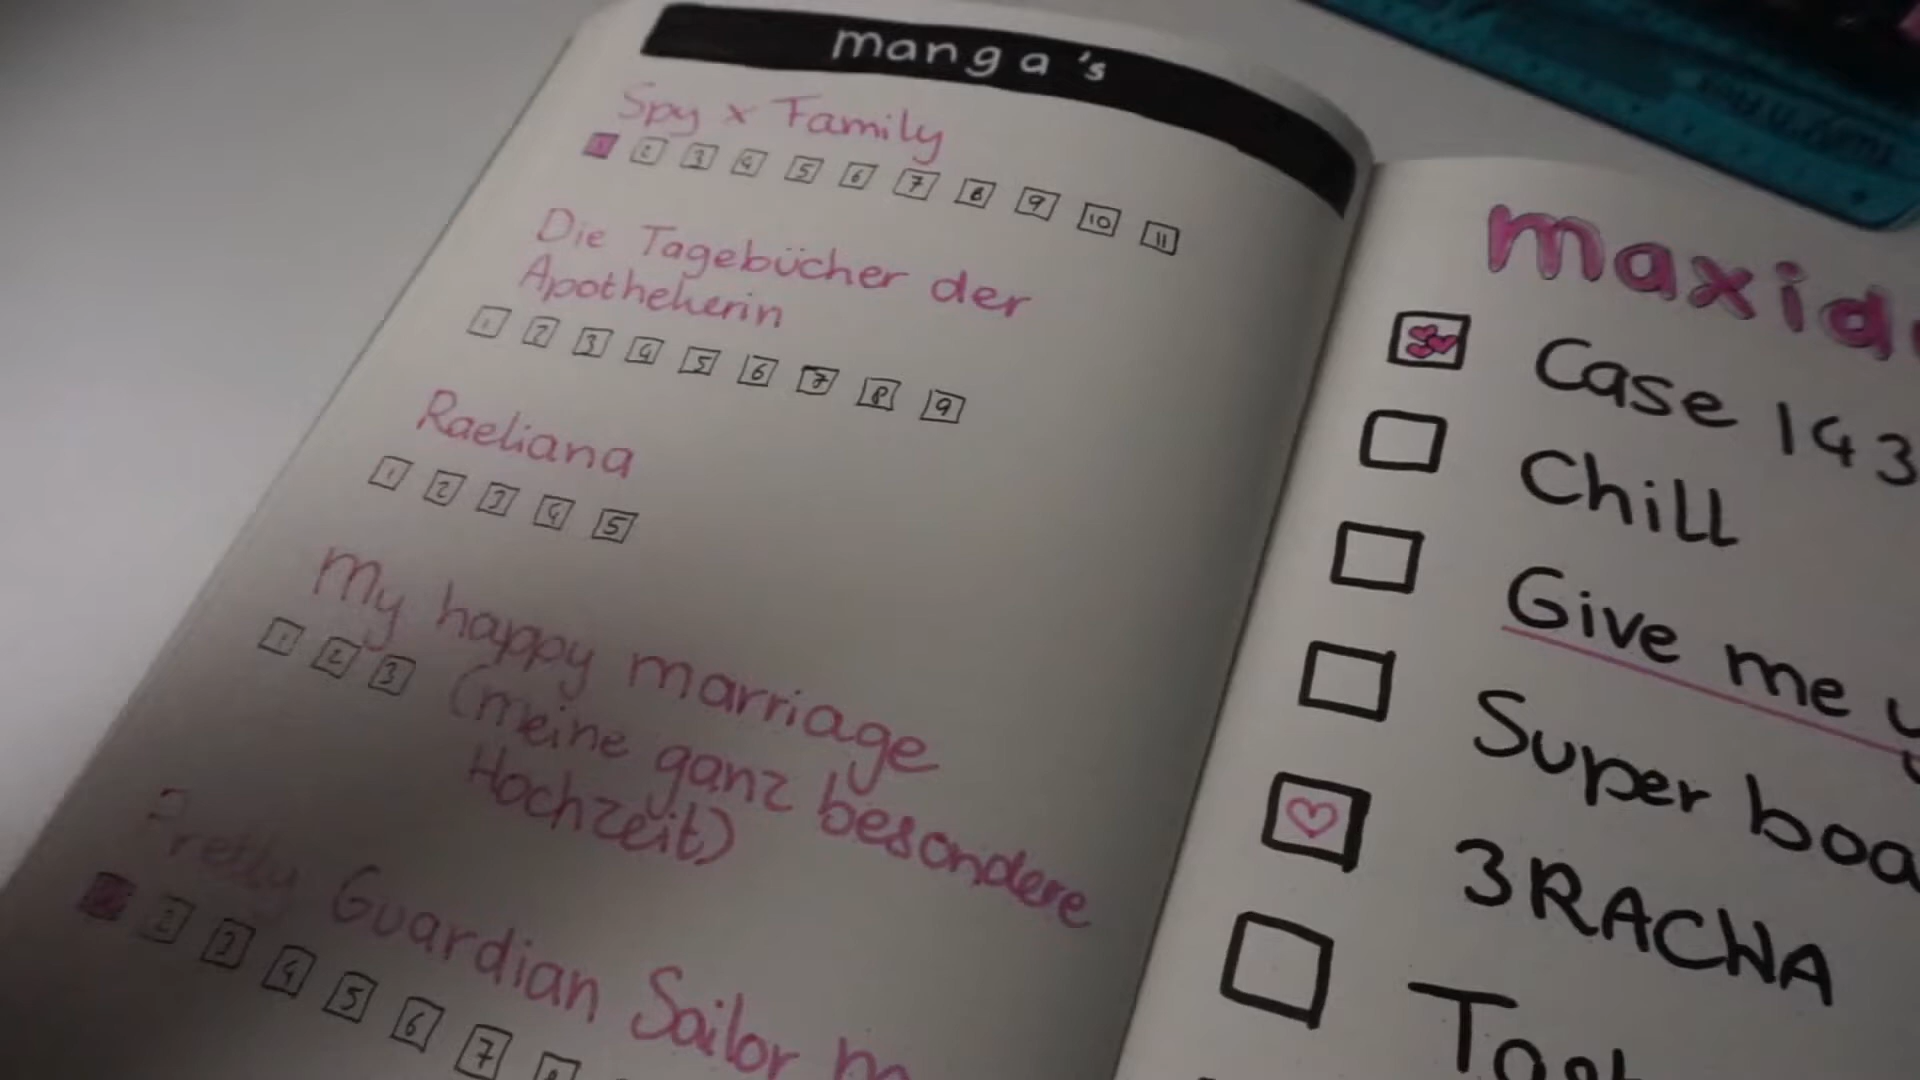 manga's
Spy x Family
1 2 3 4 5 6 7 8 9 10 11
Die Tagebücher der
Apothekerin
1 2 3 4 5 6 7 8 9
Raeliana
1 2 3 4 5
My happy marriage
1 2 3 (meine ganz besondere
Hochzeit)
Pretty Guardian Sailor m
2 3 4 5 6 7 8
maxid
Case 143
Chill
Give me y
Super boa
3RACHA